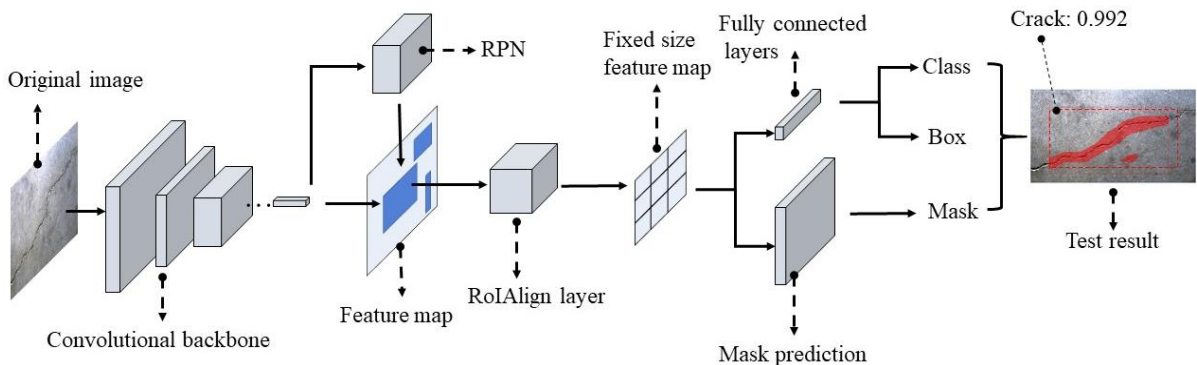 Original image
Convolutional backbone
RPN
Feature map
RoIAlign layer
Fixed size
feature map
Fully connected
layers
Mask prediction
Class
Box
Mask
Crack: 0.992
Test result